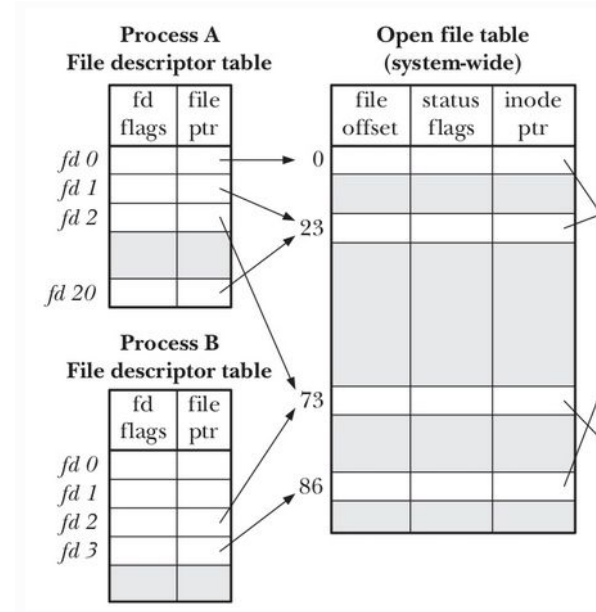 Process A
File descriptor table
fd flags
file ptr
fd 0
fd 1
fd 2
fd 20
Process B
File descriptor table
fd flags
file ptr
fd 0
fd 1
fd 2
fd 3
Open file table
(system-wide)
file offset
status flags
inode ptr
0
23
73
86